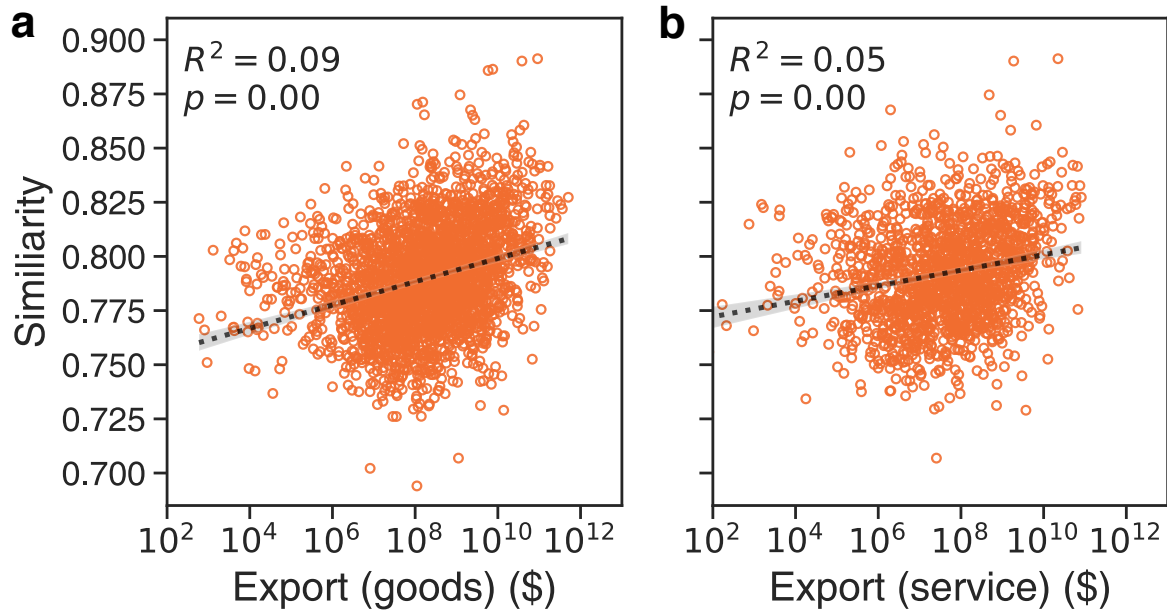 a
R² = 0.09
p = 0.00
0.900
0.875
0.850
0.825
0.800
0.775
0.750
0.725
0.700
Similiarity
10² 10⁴ 10⁶ 10⁸ 10¹⁰ 10¹²
Export (goods) ($)
b
R² = 0.05
p = 0.00
10² 10⁴ 10⁶ 10⁸ 10¹⁰ 10¹²
Export (service) ($)